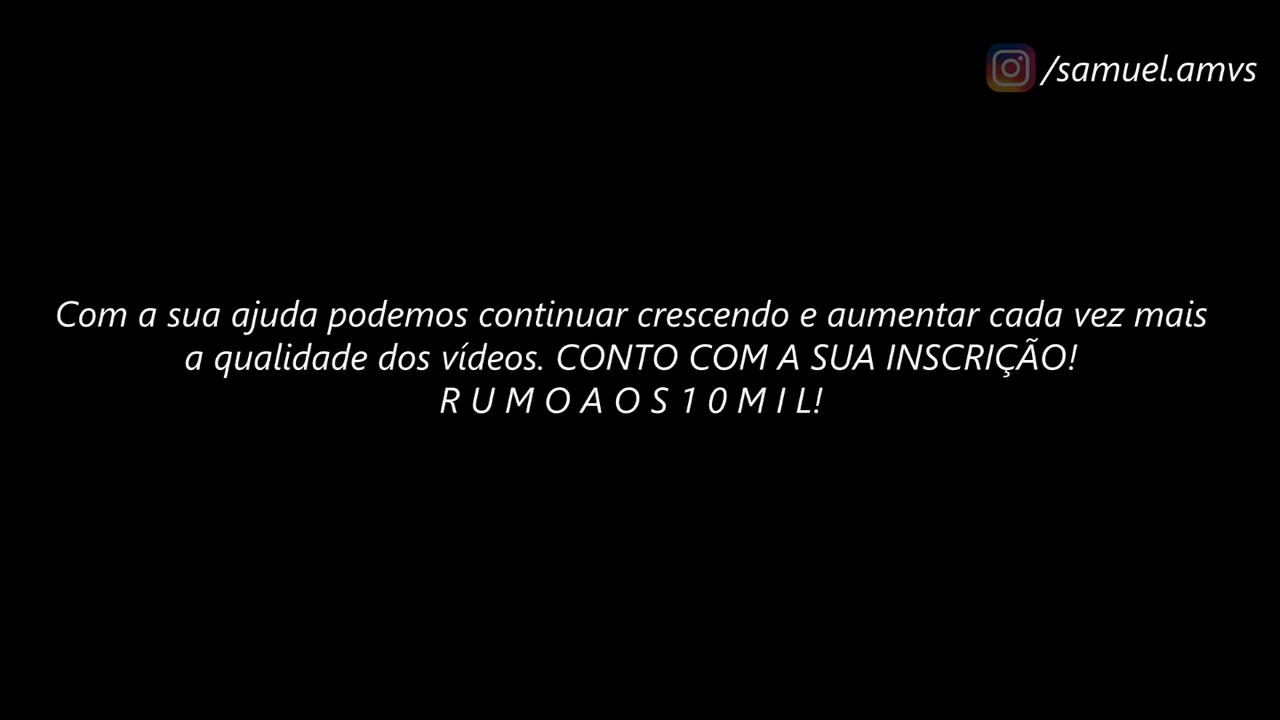 /samuel.amvs
Com a sua ajuda podemos continuar crescendo e aumentar cada vez mais
a qualidade dos vídeos. CONTO COM A SUA INSCRIÇÃO!
R U M O A O S 1 0 M I L!